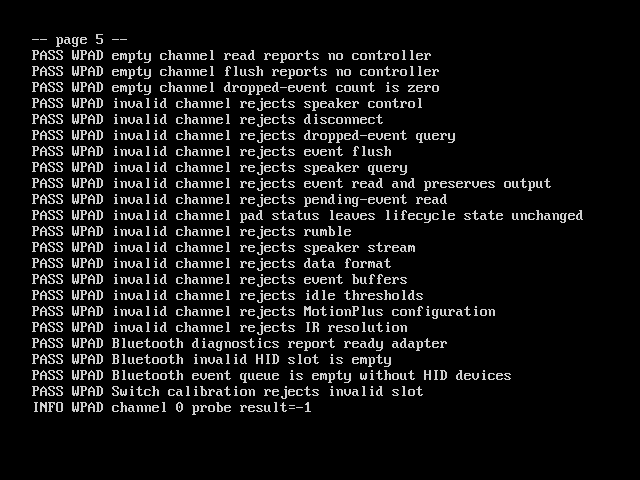 -- page 5 --
PASS WPAD empty channel read reports no controller
PASS WPAD empty channel flush reports no controller
PASS WPAD empty channel dropped-event count is zero
PASS WPAD invalid channel rejects speaker control
PASS WPAD invalid channel rejects disconnect
PASS WPAD invalid channel rejects dropped-event query
PASS WPAD invalid channel rejects event flush
PASS WPAD invalid channel rejects speaker query
PASS WPAD invalid channel rejects event read and preserves output
PASS WPAD invalid channel rejects pending-event read
PASS WPAD invalid channel pad status leaves lifecycle state unchanged
PASS WPAD invalid channel rejects rumble
PASS WPAD invalid channel rejects speaker stream
PASS WPAD invalid channel rejects data format
PASS WPAD invalid channel rejects event buffers
PASS WPAD invalid channel rejects idle thresholds
PASS WPAD invalid channel rejects MotionPlus configuration
PASS WPAD invalid channel rejects IR resolution
PASS WPAD Bluetooth diagnostics report ready adapter
PASS WPAD Bluetooth invalid HID slot is empty
PASS WPAD Bluetooth event queue is empty without HID devices
PASS WPAD Switch calibration rejects invalid slot
INFO WPAD channel 0 probe result=-1